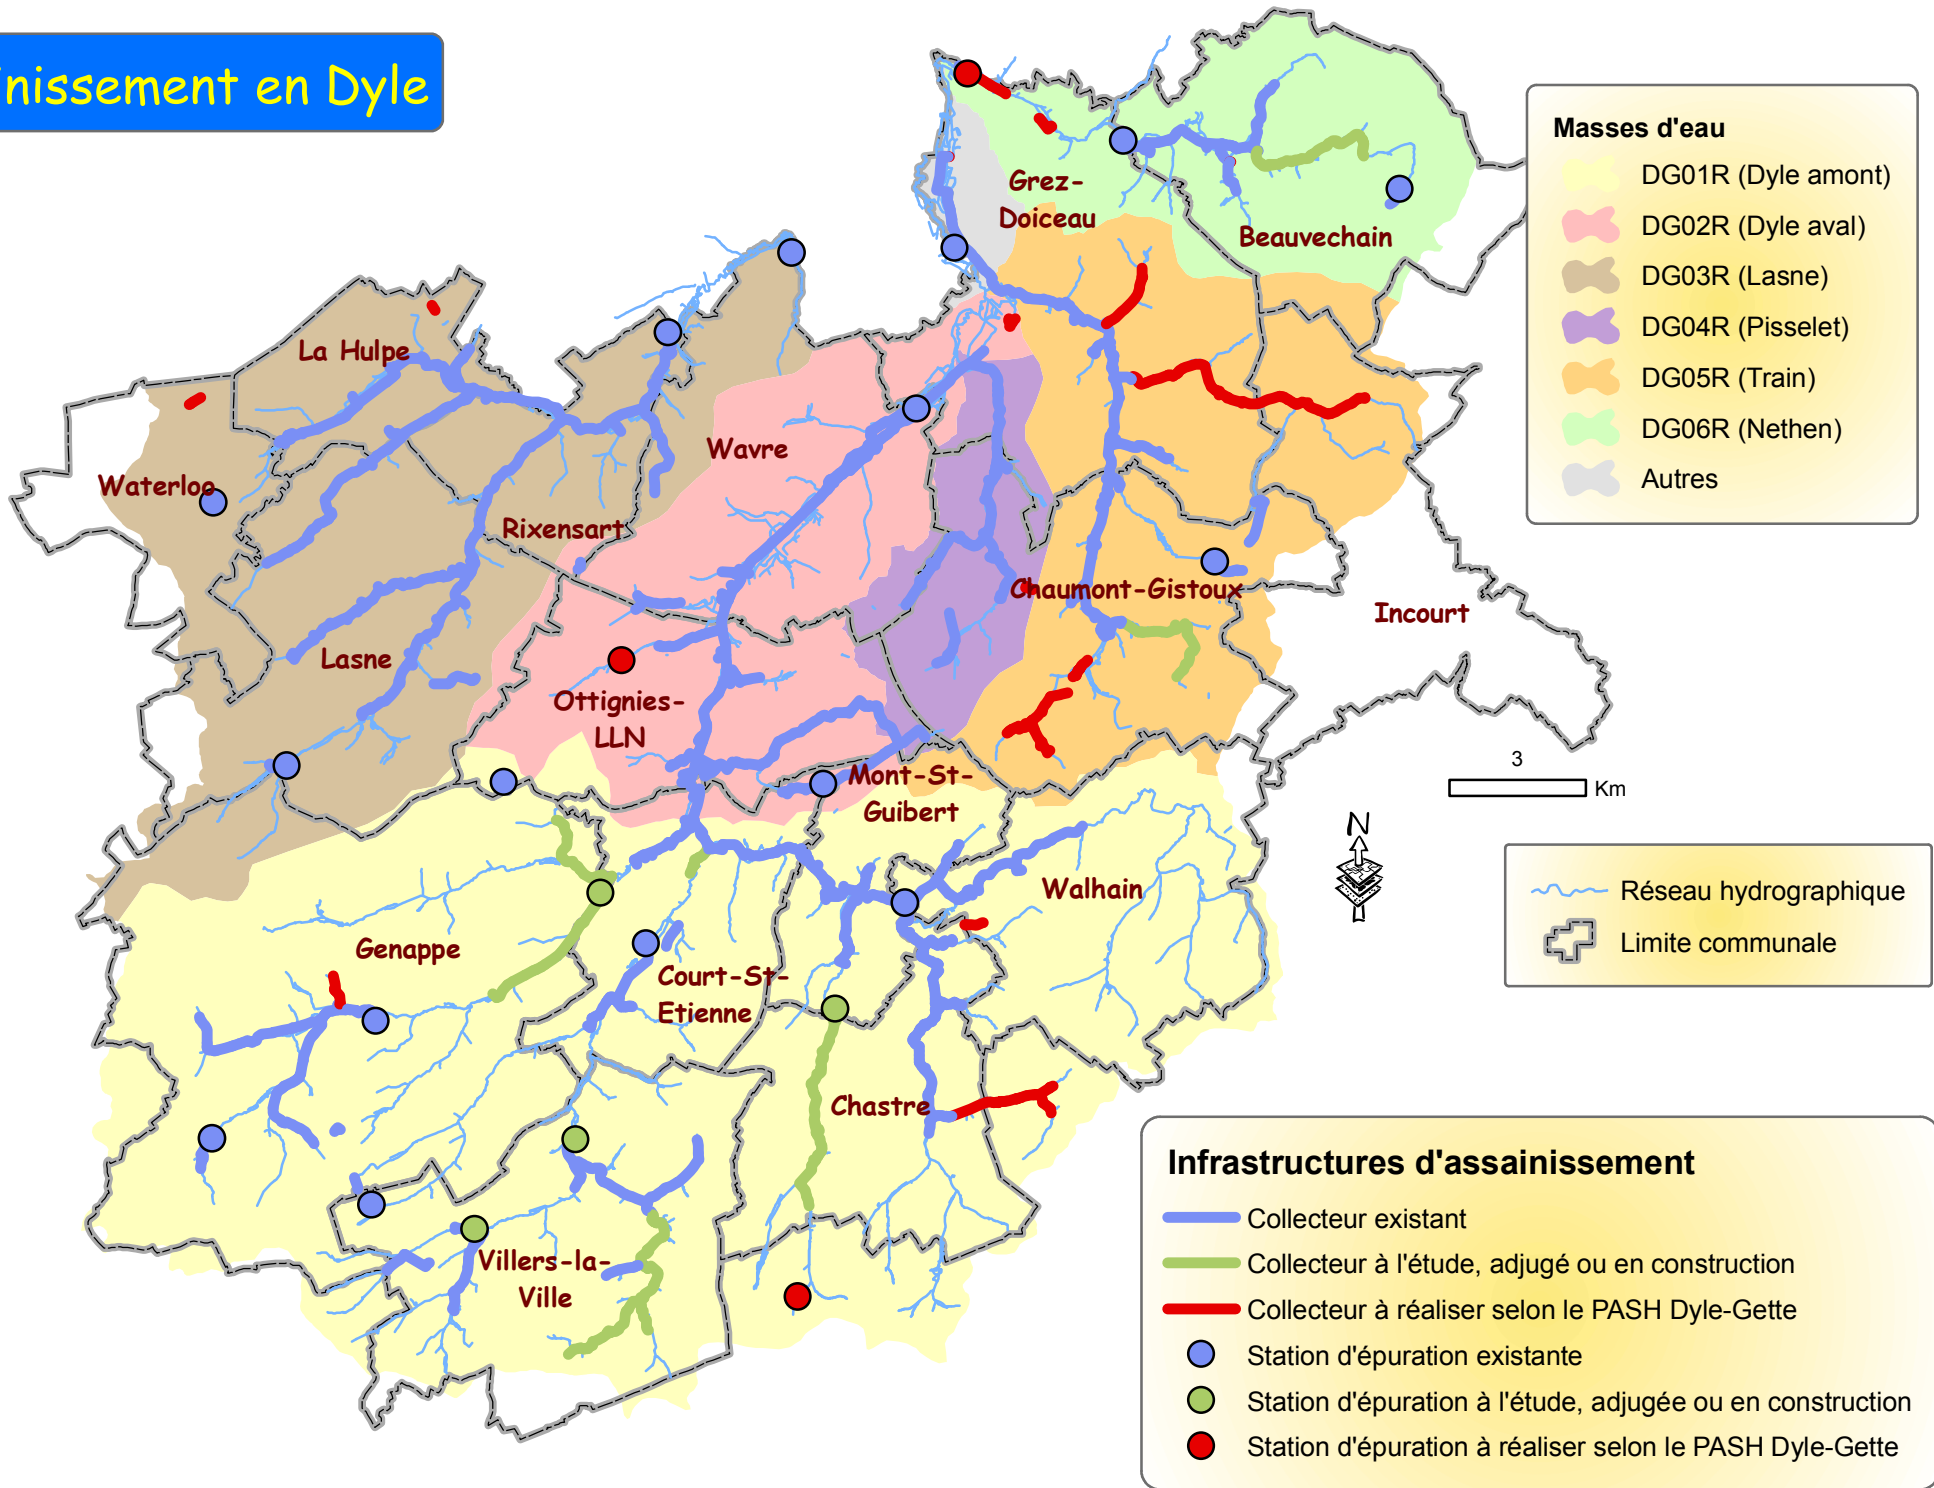 nissement en Dyle
Masses d'eau
DG01R (Dyle amont)
DG02R (Dyle aval)
DG03R (Lasne)
DG04R (Pisselet)
DG05R (Train)
DG06R (Nethen)
Autres
Grez-
Doiceau
Beauvechain
La Hulpe
Waterloo
Wavre
Rixensart
Chaumont-Gistoux
Incourt
Lasne
Ottignies-
LLN
Mont-St-
Guibert
3
Km
N
Walhain
Réseau hydrographique
Limite communale
Genappe
Court-St-
Etienne
Chastre
Villers-la-
Ville
Infrastructures d'assainissement
Collecteur existant
Collecteur à l'étude, adjugé ou en construction
Collecteur à réaliser selon le PASH Dyle-Gette
Station d'épuration existante
Station d'épuration à l'étude, adjugée ou en construction
Station d'épuration à réaliser selon le PASH Dyle-Gette